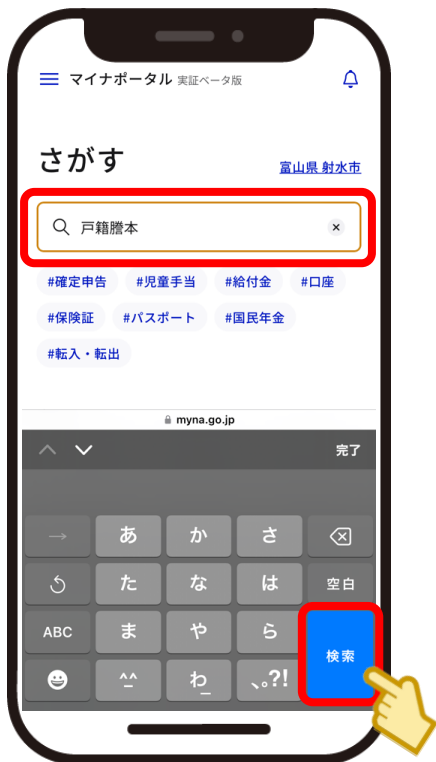 マイナポータル 実証ベータ版
さがす
富山県 射水市
戸籍謄本
#確定申告 #児童手当 #給付金 #口座
#保険証 #パスポート #国民年金
#転入・転出
myna.go.jp
完了
→ あ か さ
た な は 空白
ABC ま や ら
検索
^^ わ_ 、。?!